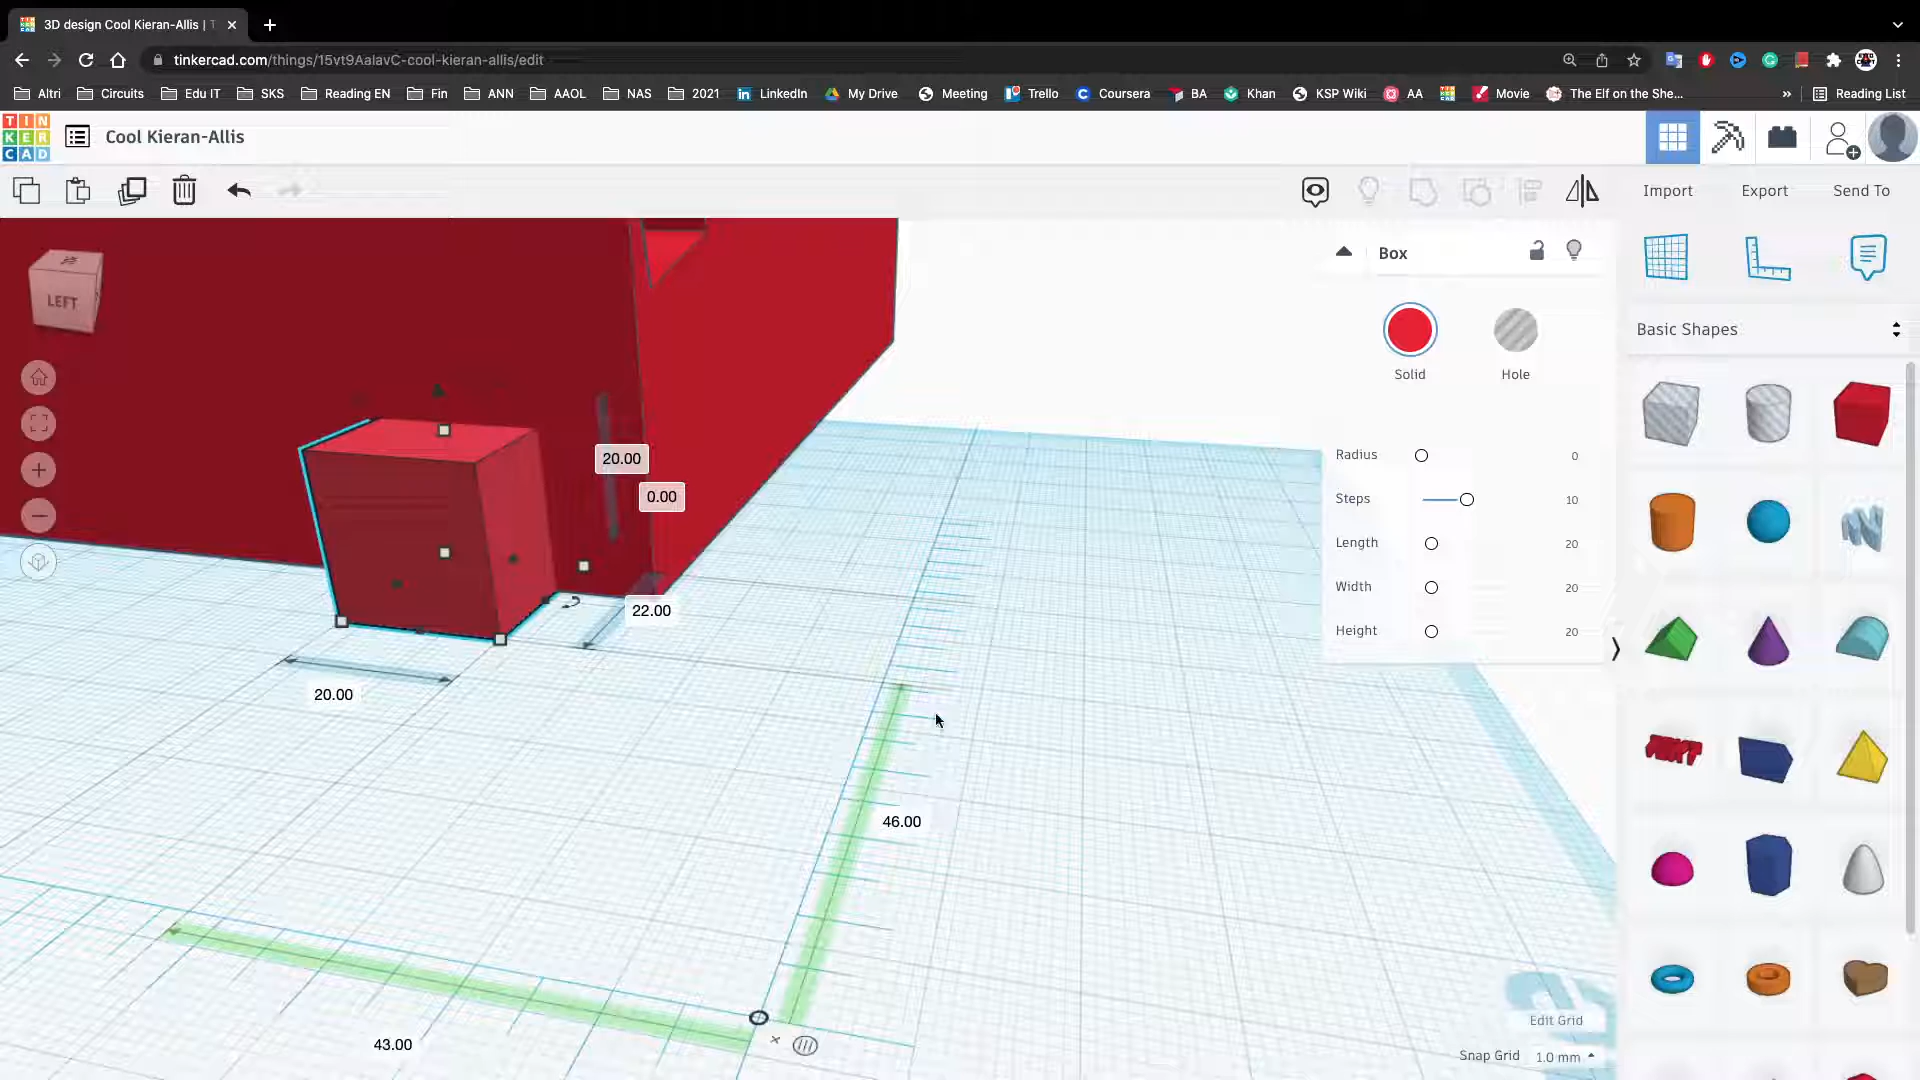 3D design Cool Kieran-Allis |
tinkercad.com/things/15vt9AalavC-cool-kieran-allis/edit
Altri Circuits Edu IT SKS Reading EN Fin ANN AAOL NAS 2021 LinkedIn My Drive Meeting Trello Coursera BA Khan KSP Wiki AA Movie The Elf on the She... » Reading List
TIN
KER
CAD
Cool Kieran-Allis
Import Export Send To
LEFT
Box
Solid Hole
Basic Shapes
Radius 0
Steps 10
Length 20
Width 20
Height 20
20.00
0.00
22.00
20.00
46.00
43.00
Edit Grid
Snap Grid 1.0 mm